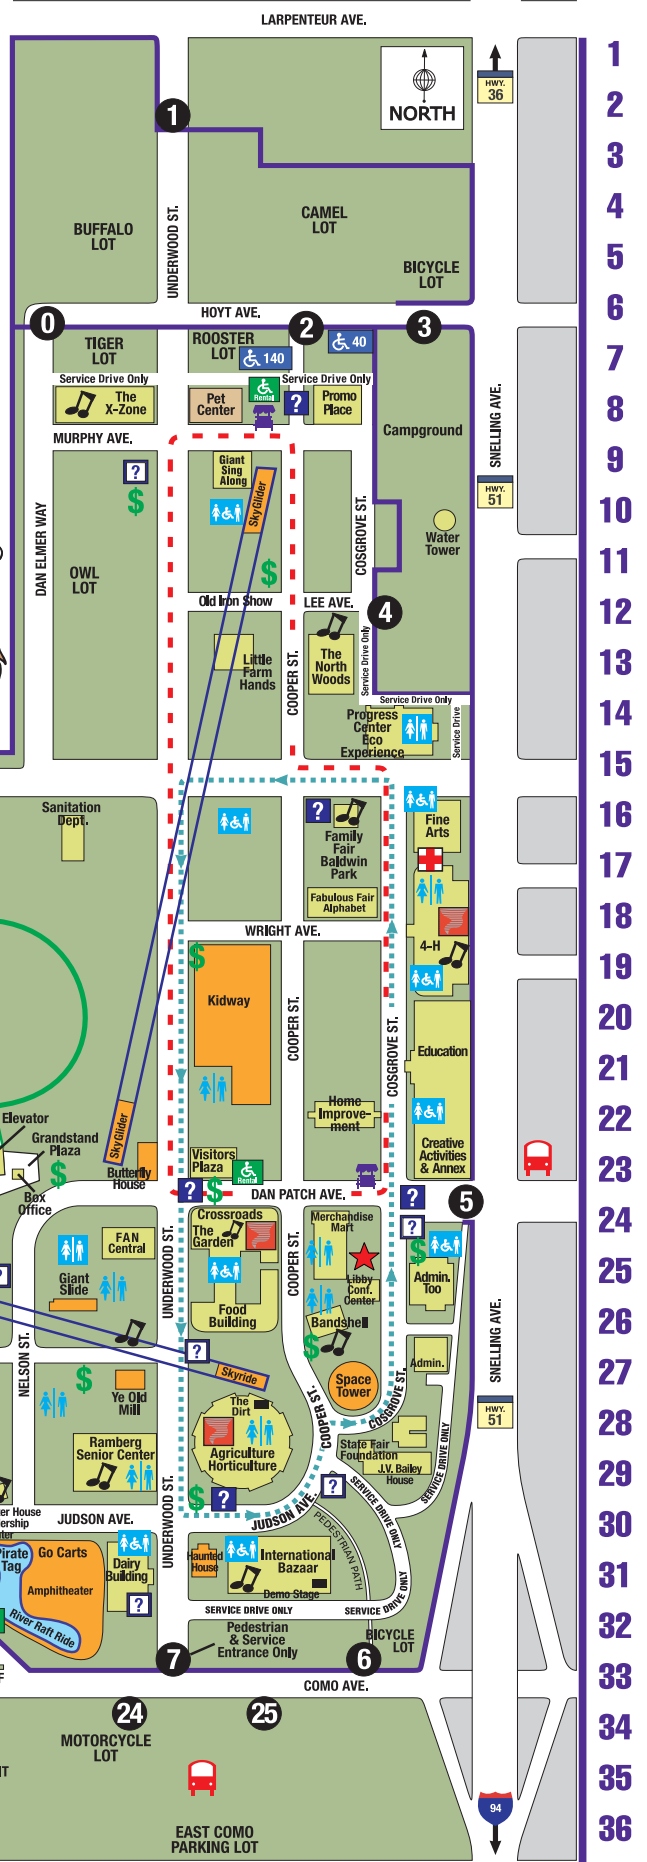 LARPENTEUR AVE.
1
HWY.
36
NORTH
2
1
3
UNDERWOOD ST.
CAMEL
LOT
4
BUFFALO
LOT
5
BICYCLE
LOT
HOYT AVE.
6
0
2
3
TIGER
LOT
ROOSTER
LOT
140
40
7
Service Drive Only
Rental
Service Drive Only
The
X-Zone
Pet
Center
?
Promo
Place
8
SNELLING AVE.
MURPHY AVE.
Campground
9
?
$
Giant
Sing
Along
SkyGlider
HWY.
51
10
DAN ELMER WAY
COSGROVE ST.
Water
Tower
11
OWL
LOT
$
Old Iron Show
LEE AVE.
4
12
Little
Farm
Hands
COOPER ST.
The
North
Woods
Service Drive Only
13
Service Drive Only
Progress
Center
Eco
Experience
Service Drive
14
15
Sanitation
Dept.
?
Family
Fair
Baldwin
Park
Fine
Arts
16
17
Fabulous Fair
Alphabet
18
WRIGHT AVE.
4-H
19
$
Kidway
COOPER ST.
COSGROVE ST.
20
Education
21
SkyGlider
Home
Improve-
ment
22
Elevator
Grandstand
Plaza
$
Box
Office
Butterfly
House
Visitors
Plaza
Rental
Creative
Activities
& Annex
23
?
$
DAN PATCH AVE.
?
5
24
FAN
Central
UNDERWOOD ST.
Crossroads
The
Garden
COOPER ST.
Merchandise
Mart
?
$
25
Giant
Slide
Libby
Conf.
Center
Admin.
Too
Food
Building
Bandshell
26
SNELLING AVE.
NELSON ST.
?
Skyride
$
Admin.
27
$
Ye Old
Mill
Space
Tower
COSGROVE ST.
HWY.
51
The
Dirt
COOPER ST.
28
Ramberg
Senior Center
Agriculture
Horticulture
State Fair
Foundation
J.V. Bailey
House
SERVICE DRIVE ONLY
29
UNDERWOOD ST.
$
?
?
SERVICE DRIVE ONLY
JUDSON AVE.
JUDSON AVE.
30
PEDESTRIAN PATH
Go Carts
Dairy
Building
Haunted
House
International
Bazaar
31
Amphitheater
?
Demo Stage
River Raft Ride
SERVICE DRIVE ONLY
SERVICE DRIVE ONLY
32
Pedestrian
& Service
Entrance Only
BICYCLE
LOT
7
6
33
COMO AVE.
24
25
34
MOTORCYCLE
LOT
35
94
EAST COMO
PARKING LOT
36